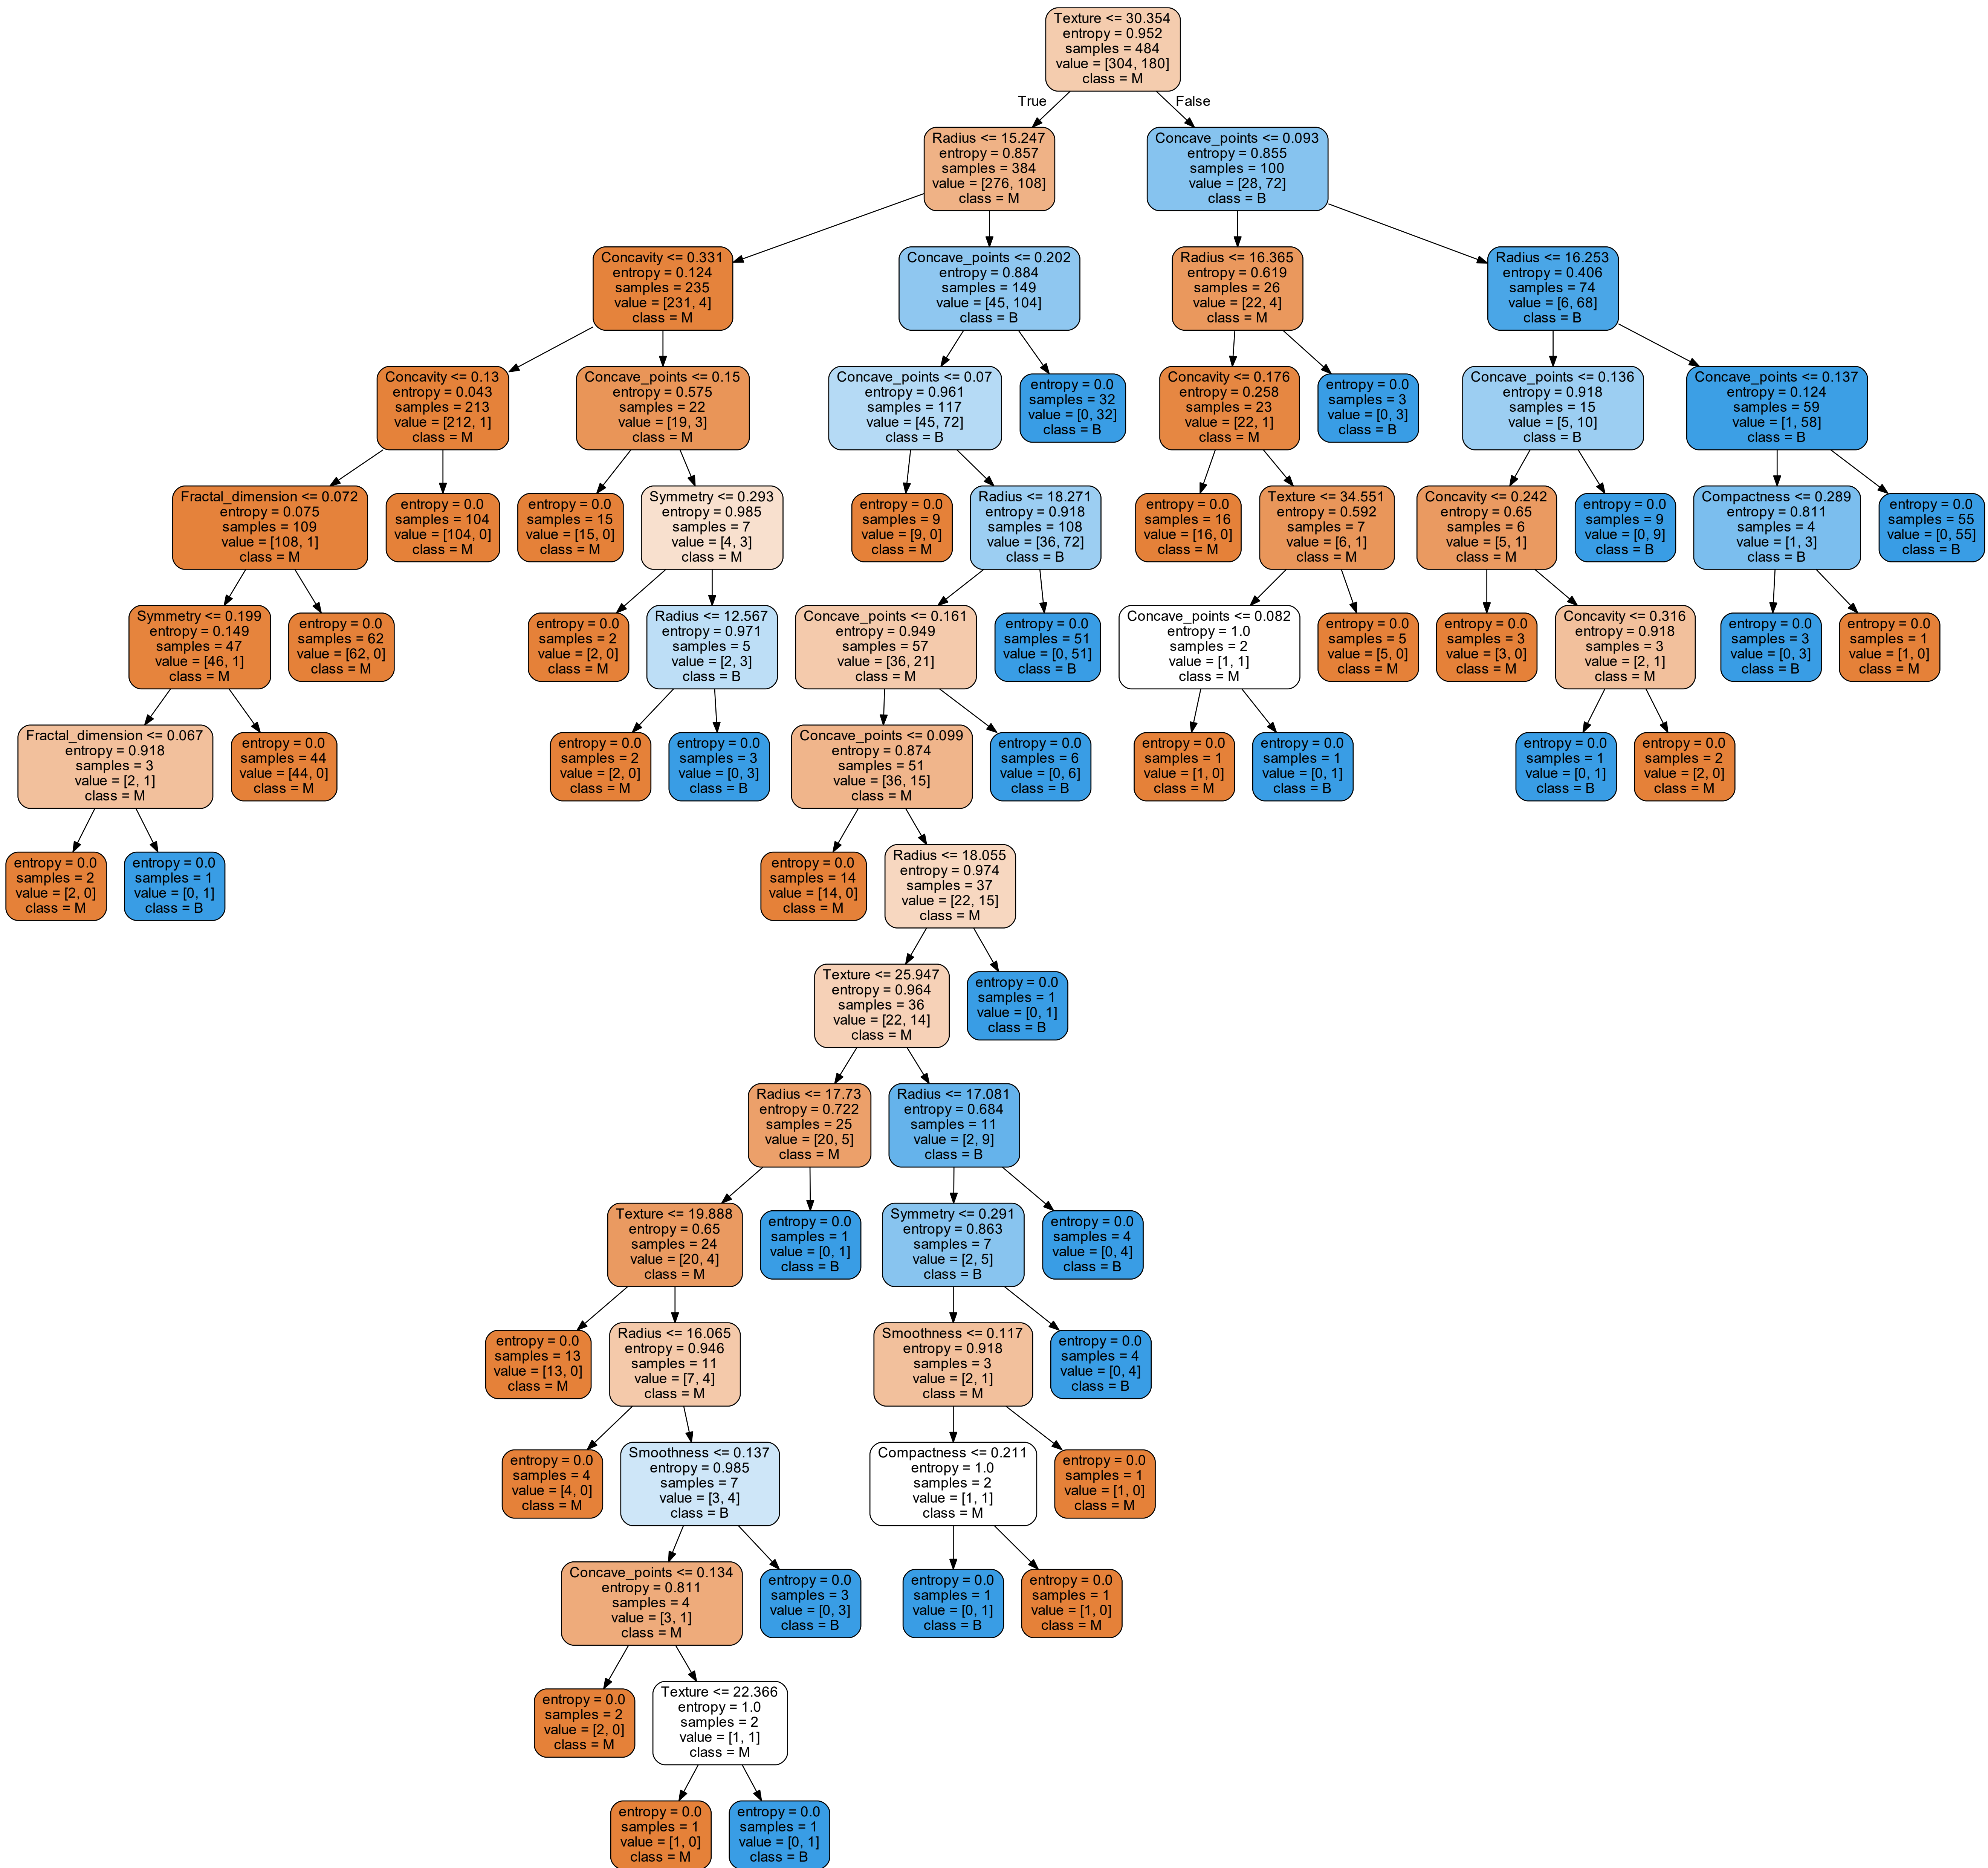 Texture <= 30.354
entropy = 0.952
samples = 484
value = [304, 180]
class = M
True
False
Radius <= 15.247
entropy = 0.857
samples = 384
value = [276, 108]
class = M
Concave_points <= 0.093
entropy = 0.855
samples = 100
value = [28, 72]
class = B
Concavity <= 0.331
entropy = 0.124
samples = 235
value = [231, 4]
class = M
Concave_points <= 0.202
entropy = 0.884
samples = 149
value = [45, 104]
class = B
Radius <= 16.365
entropy = 0.619
samples = 26
value = [22, 4]
class = M
Radius <= 16.253
entropy = 0.406
samples = 74
value = [6, 68]
class = B
Concavity <= 0.13
entropy = 0.043
samples = 213
value = [212, 1]
class = M
Concave_points <= 0.15
entropy = 0.575
samples = 22
value = [19, 3]
class = M
Concave_points <= 0.07
entropy = 0.961
samples = 117
value = [45, 72]
class = B
entropy = 0.0
samples = 32
value = [0, 32]
class = B
Concavity <= 0.176
entropy = 0.258
samples = 23
value = [22, 1]
class = M
entropy = 0.0
samples = 3
value = [0, 3]
class = B
Concave_points <= 0.136
entropy = 0.918
samples = 15
value = [5, 10]
class = B
Concave_points <= 0.137
entropy = 0.124
samples = 59
value = [1, 58]
class = B
Fractal_dimension <= 0.072
entropy = 0.075
samples = 109
value = [108, 1]
class = M
entropy = 0.0
samples = 104
value = [104, 0]
class = M
entropy = 0.0
samples = 15
value = [15, 0]
class = M
Symmetry <= 0.293
entropy = 0.985
samples = 7
value = [4, 3]
class = M
entropy = 0.0
samples = 9
value = [9, 0]
class = M
Radius <= 18.271
entropy = 0.918
samples = 108
value = [36, 72]
class = B
entropy = 0.0
samples = 16
value = [16, 0]
class = M
Texture <= 34.551
entropy = 0.592
samples = 7
value = [6, 1]
class = M
Concavity <= 0.242
entropy = 0.65
samples = 6
value = [5, 1]
class = M
entropy = 0.0
samples = 9
value = [0, 9]
class = B
Compactness <= 0.289
entropy = 0.811
samples = 4
value = [1, 3]
class = B
entropy = 0.0
samples = 55
value = [0, 55]
class = B
Symmetry <= 0.199
entropy = 0.149
samples = 47
value = [46, 1]
class = M
entropy = 0.0
samples = 62
value = [62, 0]
class = M
entropy = 0.0
samples = 2
value = [2, 0]
class = M
Radius <= 12.567
entropy = 0.971
samples = 5
value = [2, 3]
class = B
Concave_points <= 0.161
entropy = 0.949
samples = 57
value = [36, 21]
class = M
entropy = 0.0
samples = 51
value = [0, 51]
class = B
Concave_points <= 0.082
entropy = 1.0
samples = 2
value = [1, 1]
class = M
entropy = 0.0
samples = 5
value = [5, 0]
class = M
entropy = 0.0
samples = 3
value = [3, 0]
class = M
Concavity <= 0.316
entropy = 0.918
samples = 3
value = [2, 1]
class = M
entropy = 0.0
samples = 3
value = [0, 3]
class = B
entropy = 0.0
samples = 1
value = [1, 0]
class = M
Fractal_dimension <= 0.067
entropy = 0.918
samples = 3
value = [2, 1]
class = M
entropy = 0.0
samples = 44
value = [44, 0]
class = M
entropy = 0.0
samples = 2
value = [2, 0]
class = M
entropy = 0.0
samples = 3
value = [0, 3]
class = B
Concave_points <= 0.099
entropy = 0.874
samples = 51
value = [36, 15]
class = M
entropy = 0.0
samples = 6
value = [0, 6]
class = B
entropy = 0.0
samples = 1
value = [1, 0]
class = M
entropy = 0.0
samples = 1
value = [0, 1]
class = B
entropy = 0.0
samples = 1
value = [0, 1]
class = B
entropy = 0.0
samples = 2
value = [2, 0]
class = M
entropy = 0.0
samples = 2
value = [2, 0]
class = M
entropy = 0.0
samples = 1
value = [0, 1]
class = B
entropy = 0.0
samples = 14
value = [14, 0]
class = M
Radius <= 18.055
entropy = 0.974
samples = 37
value = [22, 15]
class = M
Texture <= 25.947
entropy = 0.964
samples = 36
value = [22, 14]
class = M
entropy = 0.0
samples = 1
value = [0, 1]
class = B
Radius <= 17.73
entropy = 0.722
samples = 25
value = [20, 5]
class = M
Radius <= 17.081
entropy = 0.684
samples = 11
value = [2, 9]
class = B
Texture <= 19.888
entropy = 0.65
samples = 24
value = [20, 4]
class = M
entropy = 0.0
samples = 1
value = [0, 1]
class = B
Symmetry <= 0.291
entropy = 0.863
samples = 7
value = [2, 5]
class = B
entropy = 0.0
samples = 4
value = [0, 4]
class = B
entropy = 0.0
samples = 13
value = [13, 0]
class = M
Radius <= 16.065
entropy = 0.946
samples = 11
value = [7, 4]
class = M
Smoothness <= 0.117
entropy = 0.918
samples = 3
value = [2, 1]
class = M
entropy = 0.0
samples = 4
value = [0, 4]
class = B
entropy = 0.0
samples = 4
value = [4, 0]
class = M
Smoothness <= 0.137
entropy = 0.985
samples = 7
value = [3, 4]
class = B
Compactness <= 0.211
entropy = 1.0
samples = 2
value = [1, 1]
class = M
entropy = 0.0
samples = 1
value = [1, 0]
class = M
Concave_points <= 0.134
entropy = 0.811
samples = 4
value = [3, 1]
class = M
entropy = 0.0
samples = 3
value = [0, 3]
class = B
entropy = 0.0
samples = 1
value = [0, 1]
class = B
entropy = 0.0
samples = 1
value = [1, 0]
class = M
entropy = 0.0
samples = 2
value = [2, 0]
class = M
Texture <= 22.366
entropy = 1.0
samples = 2
value = [1, 1]
class = M
entropy = 0.0
samples = 1
value = [1, 0]
class = M
entropy = 0.0
samples = 1
value = [0, 1]
class = B